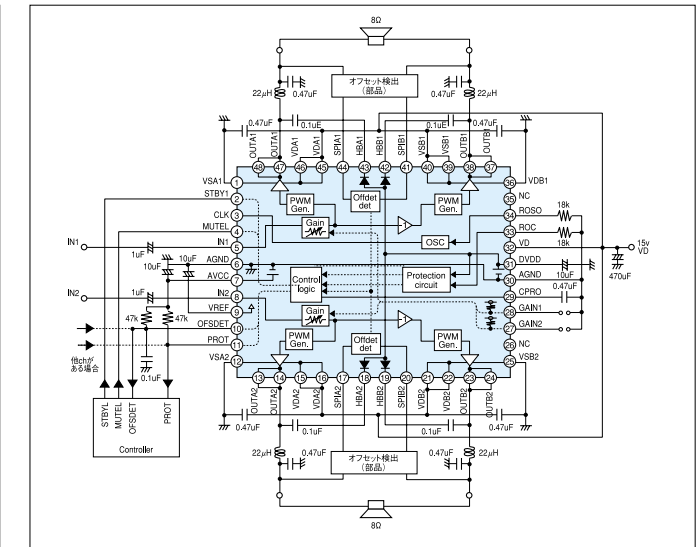 8Ω
オフセット検出
(部品)
22μH
0.47uF
0.47uF
22μH
0.47uF
0.1uE
0.1uF
0.47uF
OUTA1
OUTA1
VDA1
VDA1
SPIA1
HBA1
HBB1
SPIB1
VSB1
VSB1
OUTB1
OUTB1
48 47 46 45 44 43 42 41 40 39 38 37
VSA1 1
STBY1 2
CLK 3
MUTEL 4
IN1 5
AGND 6
AVCC 7
IN2 8
VREF 9
OFSDET 10
PROT 11
VSA2 12
36 VDB1
35 NC
34 ROSO
33 ROC
32 VD
31 DVDD
30 AGND
29 CPRO
28 GAIN1
27 GAIN2
26 NC
25 VSB2
PWM
Gen.
Offdet
det
PWM
Gen.
Gain
-1
OSC
Control
logic
Protection
circuit
Gain
-1
PWM
Gen.
Offdet
det
PWM
Gen.
18k
18k
15v
VD
470uF
10uF
0.47uF
IN1
1uF
10uF
10uF
IN2
1uF
47k
47k
他chが
ある場合
0.1uF
STBYL
MUTEL
OFSDET
PROT
Controller
13 14 15 16 17 18 19 20 21 22 23 24
OUTA2
OUTA2
VDA2
VDA2
SPIA2
HBA2
HBB2
SPIB2
VDB2
VDB2
OUTB2
OUTB2
0.47uF
0.1uF
0.1uF
0.47uF
22μH
0.47uF
オフセット検出
(部品)
0.47uF
22μH
8Ω